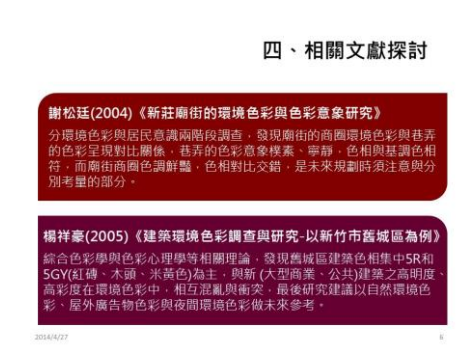 四、相關文獻探討
謝松廷(2004)《新莊廟街的環境色彩與色彩意象研究》
分環境色彩與居民意識兩階段調查，發現廟街的商圈環境色彩與巷弄
的色彩呈現對比關係，巷弄的色彩意象樸素、寧靜，色相與基調色相
符，而廟街商圈色調鮮豔，色相對比交錯，是未來規劃時須注意與分
別考量的部分。
楊祥豪(2005)《建築環境色彩調查與研究-以新竹市舊城區為例》
綜合色彩學與色彩心理學等相關理論，發現舊城區建築色相集中5R和
5GY(紅磚、木頭、米黃色)為主，與新 (大型商業、公共)建築之高明度、
高彩度在環境色彩中，相互混亂與衝突，最後研究建議以自然環境色
彩、屋外廣告物色彩與夜間環境色彩做未來參考。
2014/4/27
6